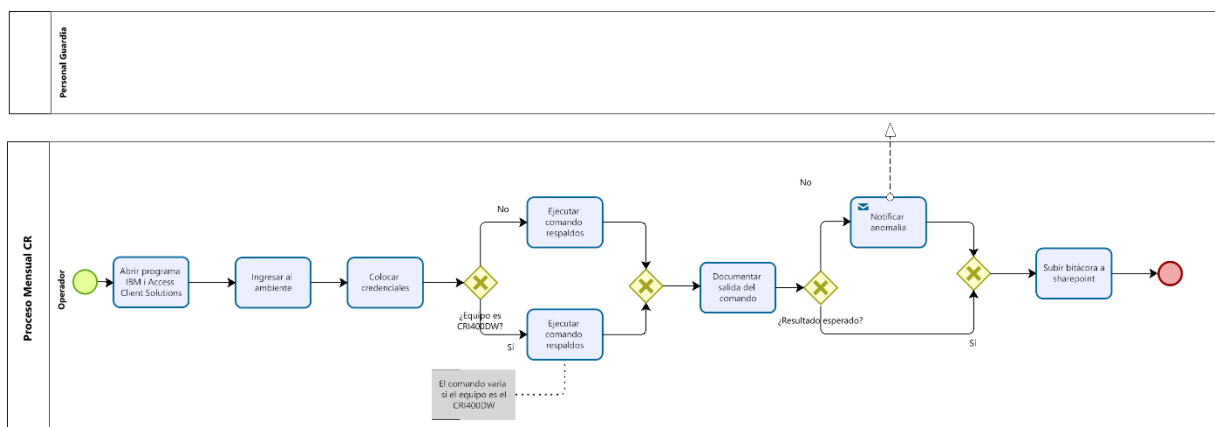 Personal Guardia
Proceso Mensual CR
Operador
Abrir programa
IBM i Access
Client Solutions
Ingresar al
ambiente
Colocar
credenciales
¿Equipo es
CRI400DW?
No
Ejecutar
comando
respaldos
Sí
Ejecutar
comando
respaldos
El comando varía
si el equipo es el
CRI400DW
Documentar
salida del
comando
¿Resultado esperado?
No
Notificar
anomalía
Sí
Subir bitácora a
sharepoint